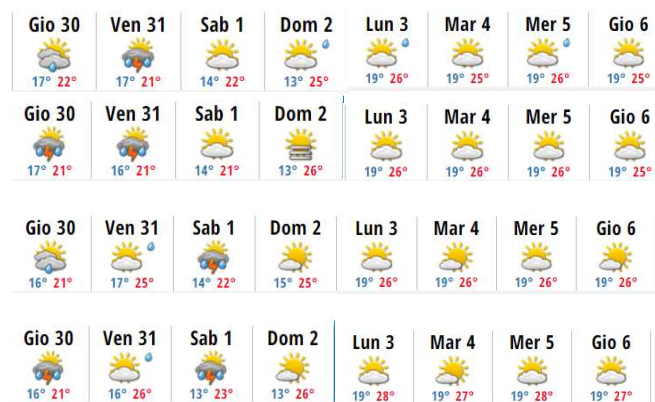 Gio 30 Ven 31 Sab 1 Dom 2 Lun 3 Mar 4 Mer 5 Gio 6
17° 22° 17° 21° 14° 22° 13° 25° 19° 26° 19° 25° 19° 26° 19° 25°
Gio 30 Ven 31 Sab 1 Dom 2 Lun 3 Mar 4 Mer 5 Gio 6
17° 21° 16° 21° 14° 21° 13° 26° 19° 26° 19° 26° 19° 26° 19° 25°
Gio 30 Ven 31 Sab 1 Dom 2 Lun 3 Mar 4 Mer 5 Gio 6
16° 21° 17° 25° 14° 22° 15° 25° 19° 26° 19° 26° 19° 26° 19° 26°
Gio 30 Ven 31 Sab 1 Dom 2 Lun 3 Mar 4 Mer 5 Gio 6
16° 21° 16° 26° 13° 23° 13° 26° 19° 28° 19° 27° 19° 28° 19° 27°